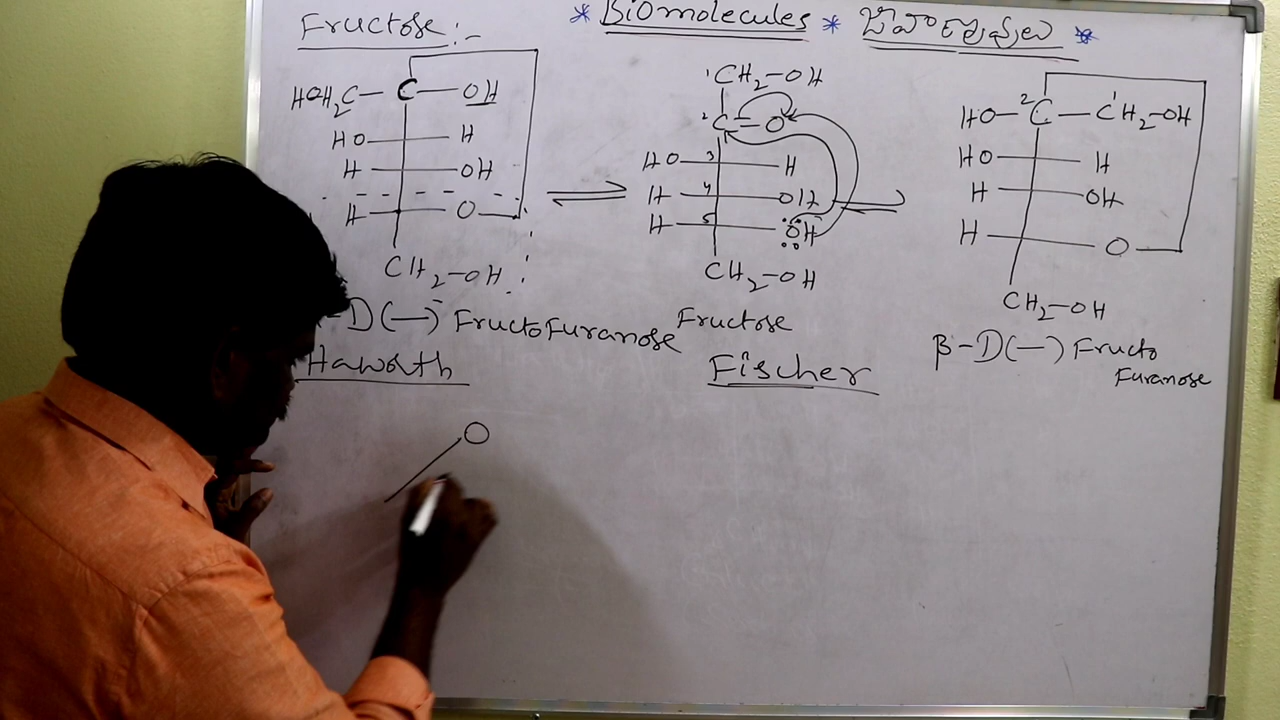 Fructose:-
* Biomolecules * జీవాణువులు *
HOH2C— C —OH
HO H
H OH
H O
CH2-OH
D(—) FructoFuranose
Haworth
O
1CH2-OH
2C=O
HO 3 H
H 4 OH
H 5 OH
CH2-OH
Fructose
Fischer
HO— 2C — C1H2-OH
HO H
H OH
H O
CH2-OH
β-D(—) Fructo
Furanose